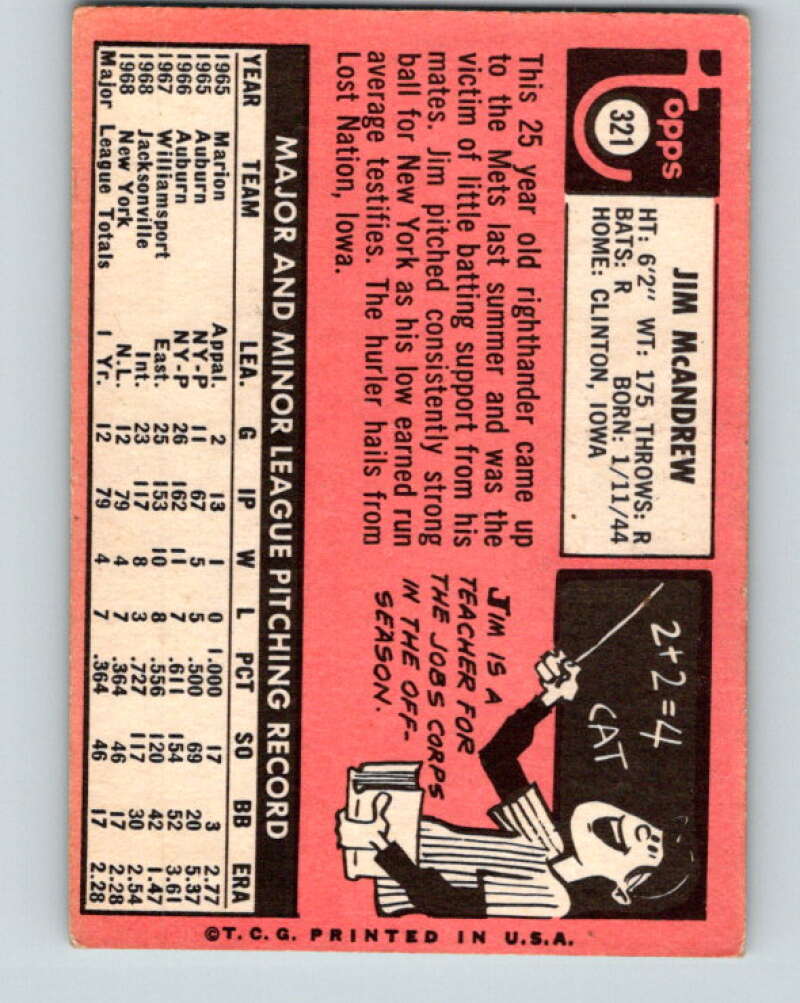 Topps
321
JIM McANDREW
HT: 6'2" WT: 175 THROWS: R
BATS: R BORN: 1/11/44
HOME: CLINTON, IOWA
This 25 year old righthander came up
to the Mets last summer and was the
victim of little batting support from his
mates. Jim pitched consistently strong
ball for New York as his low earned run
average testifies. The hurler hails from
Lost Nation, Iowa.
2+2=4
CAT
JIM IS A
TEACHER FOR
THE JOBS CORPS
IN THE OFF-
SEASON.
MAJOR AND MINOR LEAGUE PITCHING RECORD
YEAR TEAM LEA. G IP W L PCT SO BB ERA
1965 Marion Appal. 2 13 1 0 1.000 17 3 2.77
1965 Auburn NY-P 11 67 5 5 .500 69 20 5.37
1966 Auburn NY-P 26 162 11 7 .611 154 52 3.61
1967 Williamsport East. 25 153 10 8 .556 120 42 1.47
1968 Jacksonville Int. 23 117 8 3 .727 117 30 2.54
1968 New York N.L. 12 79 4 7 .364 46 17 2.28
Major League Totals 1 Yr. 12 79 4 7 .364 46 17 2.28
©T.C.G. PRINTED IN U.S.A.